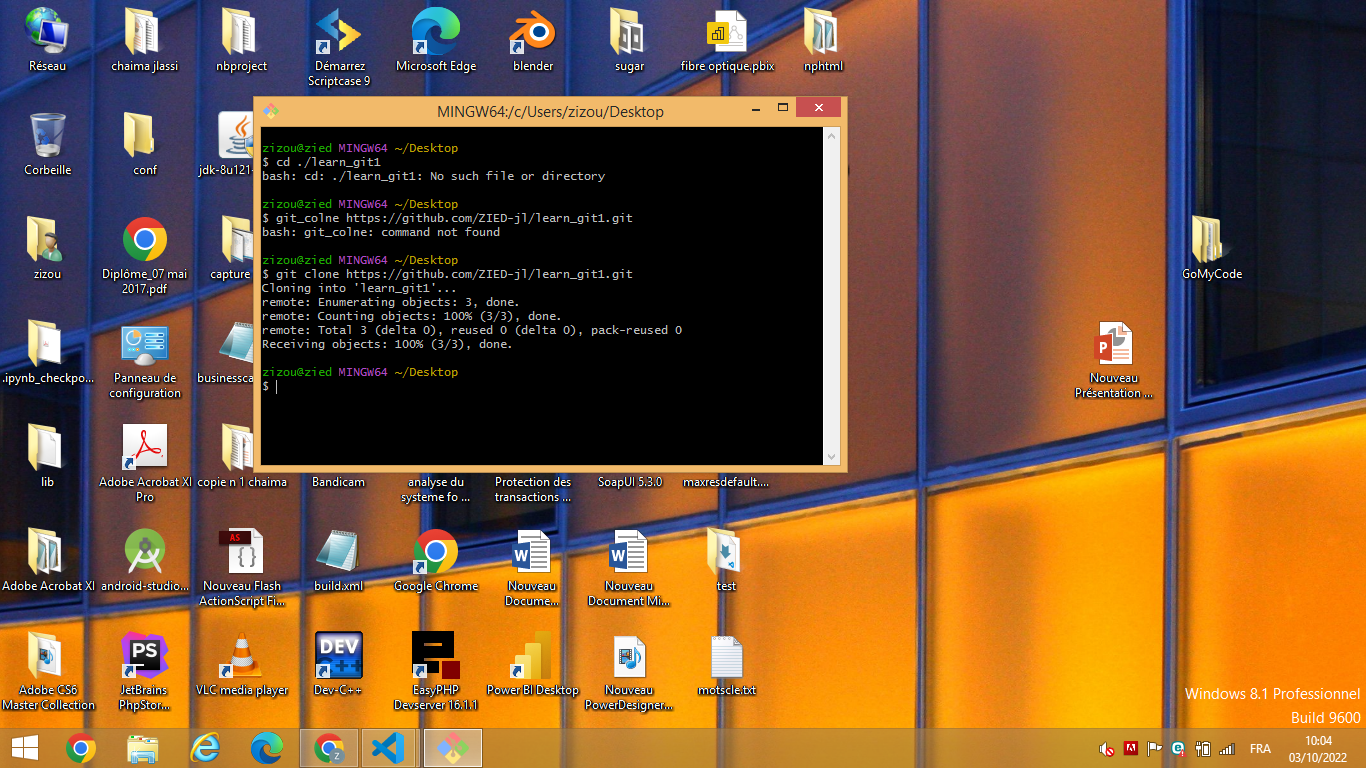 Réseau
chaima jlassi
nbproject
Démarrez
Scriptcase 9
Microsoft Edge
blender
sugar
fibre optique.pbix
nphtml
MINGW64:/c/Users/zizou/Desktop
zizou@zied MINGW64 ~/Desktop
$ cd ./learn_git1
bash: cd: ./learn_git1: No such file or directory
zizou@zied MINGW64 ~/Desktop
$ git_colne https://github.com/ZIED-jl/learn_git1.git
bash: git_colne: command not found
zizou@zied MINGW64 ~/Desktop
$ git clone https://github.com/ZIED-jl/learn_git1.git
Cloning into 'learn_git1'...
remote: Enumerating objects: 3, done.
remote: Counting objects: 100% (3/3), done.
remote: Total 3 (delta 0), reused 0 (delta 0), pack-reused 0
Receiving objects: 100% (3/3), done.
zizou@zied MINGW64 ~/Desktop
$
Corbeille
conf
jdk-8u121-
zizou
Diplôme_07 mai
2017.pdf
capture
GoMyCode
.ipynb_checkpo...
Panneau de
configuration
businessca
Nouveau
Présentation ...
lib
Adobe Acrobat XI
Pro
copie n 1 chaima
Bandicam
analyse du
systeme fo ...
Protection des
transactions ...
SoapUI 5.3.0
maxresdefault....
Adobe Acrobat XI
android-studio...
AS
Nouveau Flash
ActionScript Fi...
build.xml
Google Chrome
Nouveau
Docume...
Nouveau
Document Mi...
test
Adobe CS6
Master Collection
PS
JetBrains
PhpStor...
VLC media player
DEV
C++
Dev-C++
EasyPHP
Devserver 16.1.1
Power BI Desktop
Nouveau
PowerDesigner...
motscle.txt
Windows 8.1 Professionnel
Build 9600
FRA
10:04
03/10/2022